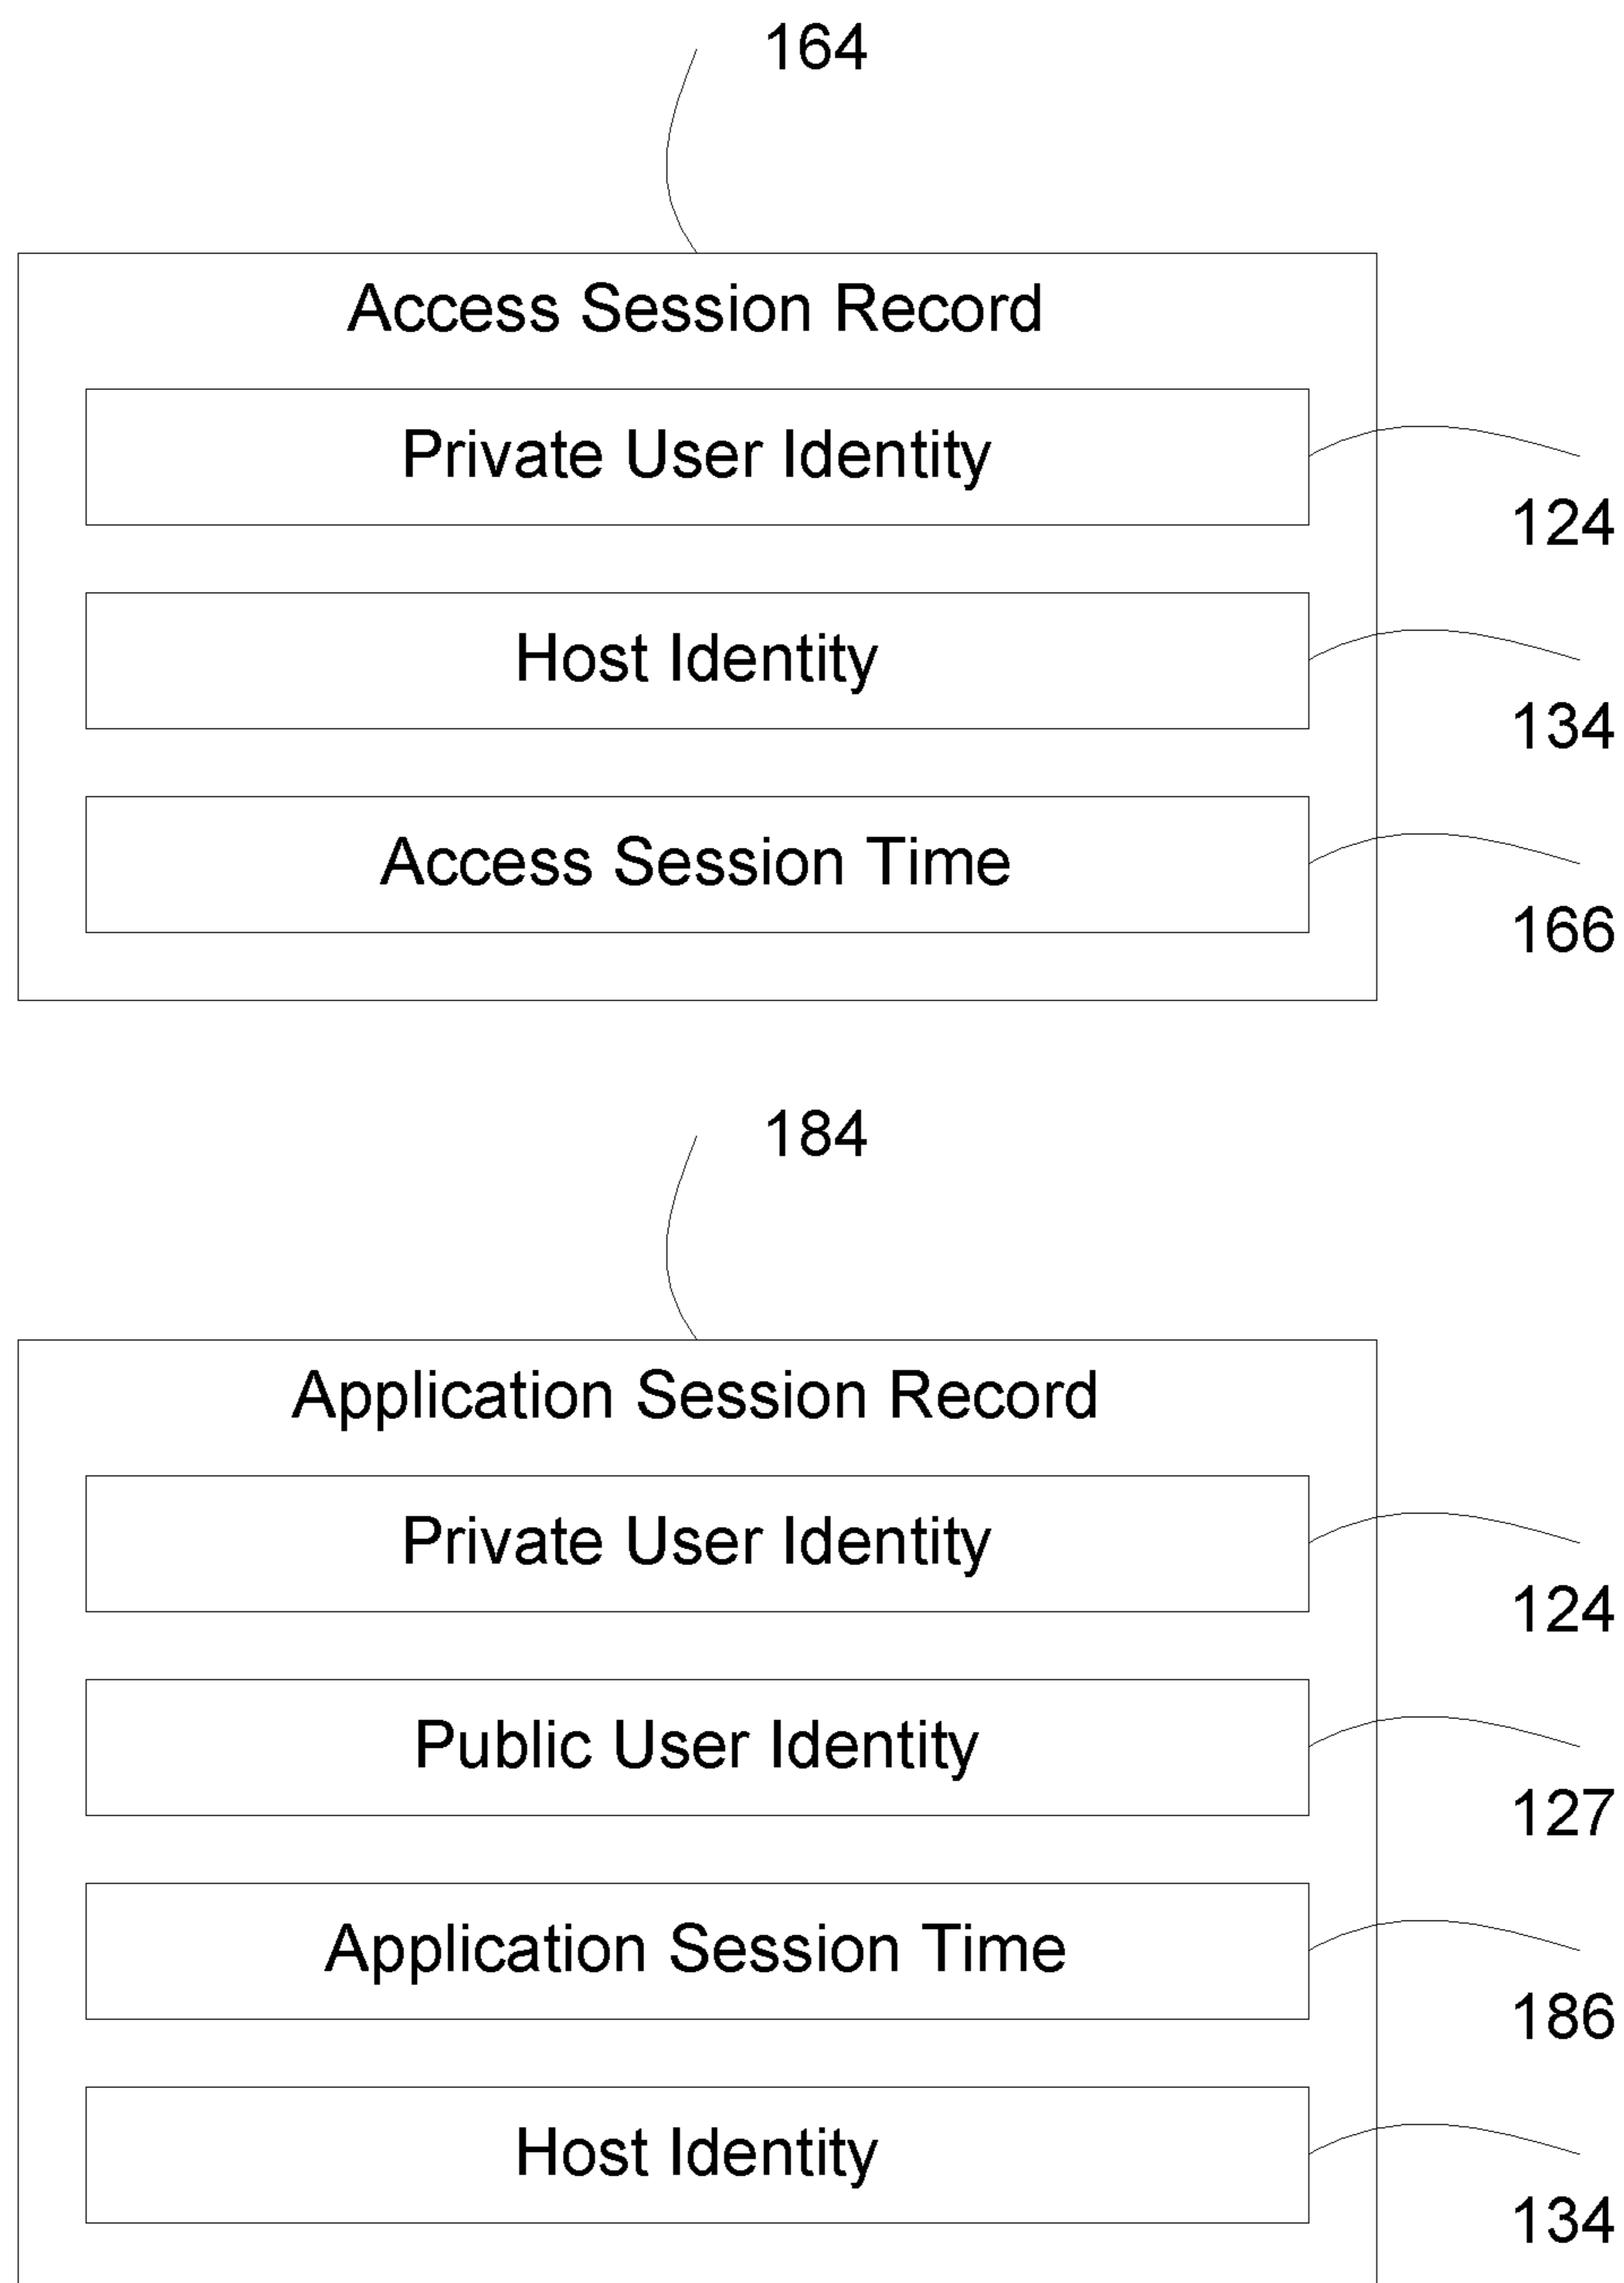 164
Access Session Record
Private User Identity
124
Host Identity
134
Access Session Time
166
184
Application Session Record
Private User Identity
124
Public User Identity
127
Application Session Time
186
Host Identity
134